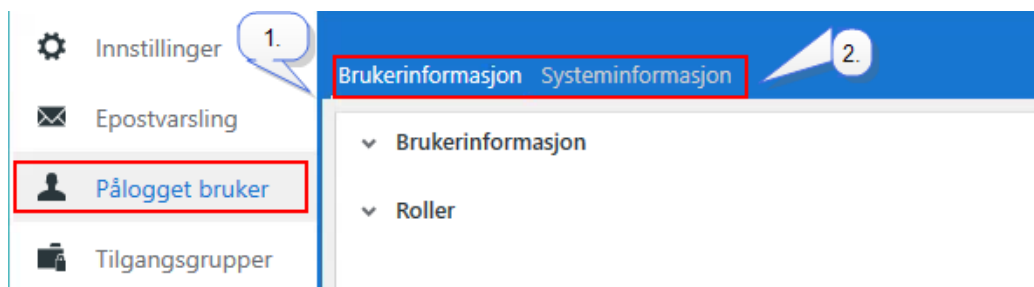 Innstillinger
Epostvarsling
Pålogget bruker
Tilgangsgrupper
1.
Brukerinformasjon Systeminformasjon
2.
Brukerinformasjon
Roller